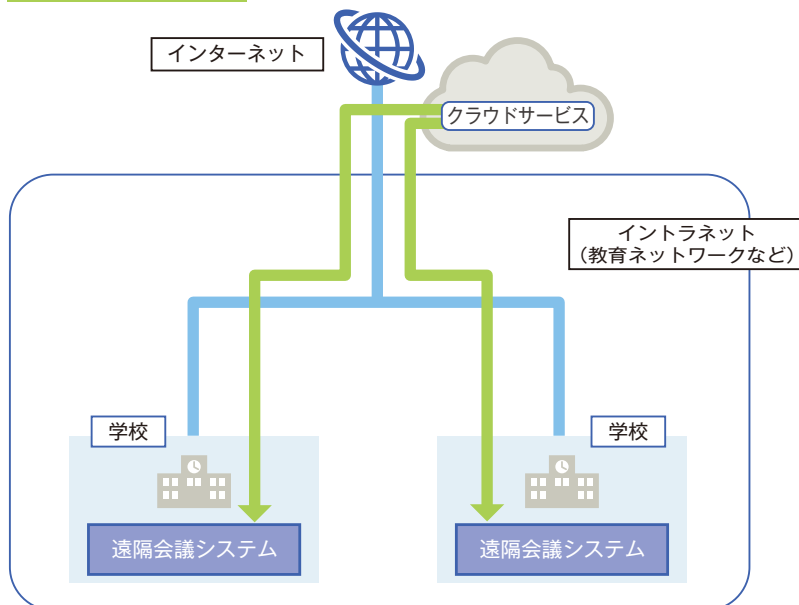 インターネット
クラウドサービス
イントラネット
(教育ネットワークなど)
学校
学校
遠隔会議システム
遠隔会議システム